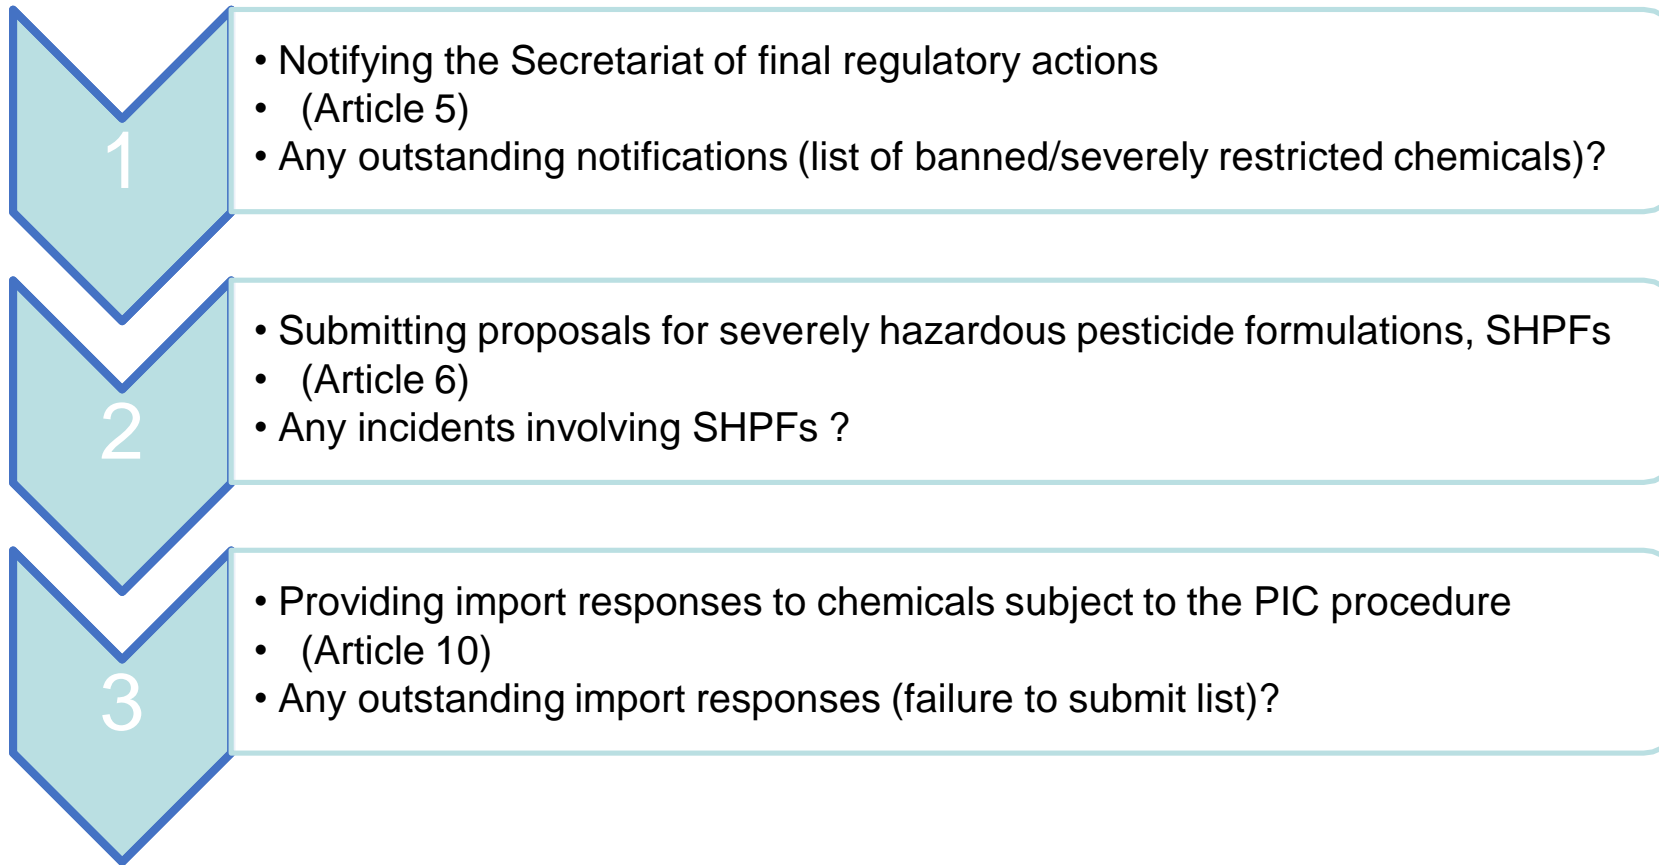 1
• Notifying the Secretariat of final regulatory actions
• (Article 5)
• Any outstanding notifications (list of banned/severely restricted chemicals)?
2
• Submitting proposals for severely hazardous pesticide formulations, SHPFs
• (Article 6)
• Any incidents involving SHPFs ?
3
• Providing import responses to chemicals subject to the PIC procedure
• (Article 10)
• Any outstanding import responses (failure to submit list)?